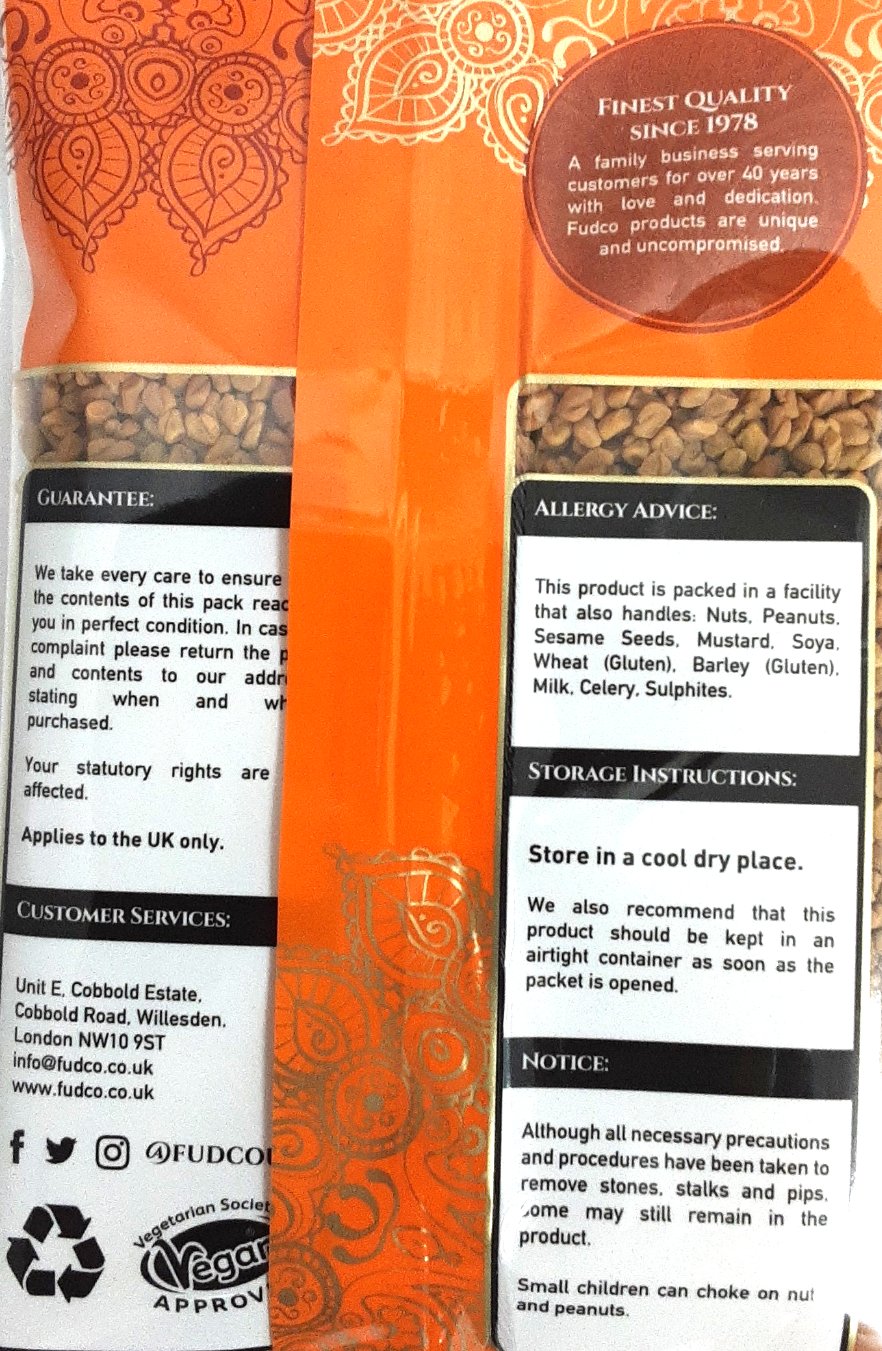 FINEST QUALITY
SINCE 1978
A family business serving
customers for over 40 years
with love and dedication.
Fudco products are unique
and uncompromised.
GUARANTEE:
We take every care to ensure
the contents of this pack reac
you in perfect condition. In cas
complaint please return the p
and contents to our addr
stating when and wh
purchased.
Your statutory rights are
affected.
Applies to the UK only.
CUSTOMER SERVICES:
Unit E, Cobbold Estate,
Cobbold Road, Willesden,
London NW10 9ST
info@fudco.co.uk
www.fudco.co.uk
@FUDCO
Vegetarian Societ
Vegan
APPROV
ALLERGY ADVICE:
This product is packed in a facility
that also handles: Nuts, Peanuts,
Sesame Seeds, Mustard, Soya,
Wheat (Gluten), Barley (Gluten),
Milk, Celery, Sulphites.
STORAGE INSTRUCTIONS:
Store in a cool dry place.
We also recommend that this
product should be kept in an
airtight container as soon as the
packet is opened.
NOTICE:
Although all necessary precautions
and procedures have been taken to
remove stones, stalks and pips,
some may still remain in the
product.
Small children can choke on nut
and peanuts.